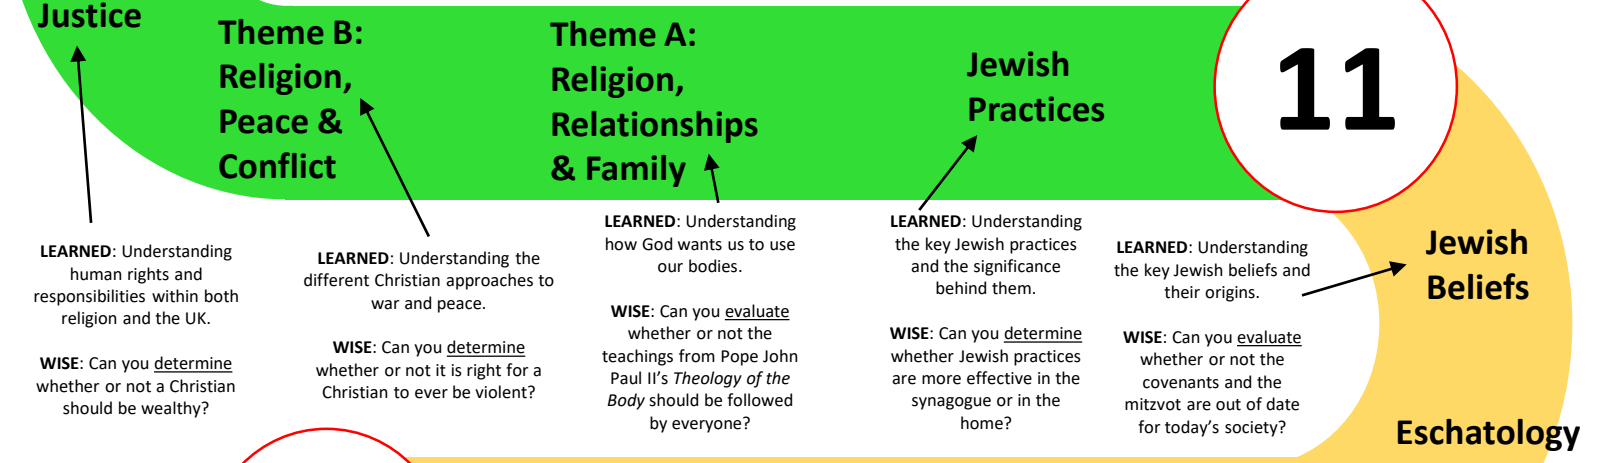 Justice
Theme B:
Religion,
Peace &
Conflict
Theme A:
Religion,
Relationships
& Family
Jewish
Practices
11
LEARNED: Understanding
human rights and
responsibilities within both
religion and the UK.
WISE: Can you determine
whether or not a Christian
should be wealthy?
LEARNED: Understanding the
different Christian approaches to
war and peace.
WISE: Can you determine
whether or not it is right for a
Christian to ever be violent?
LEARNED: Understanding
how God wants us to use
our bodies.
WISE: Can you evaluate
whether or not the
teachings from Pope John
Paul II's Theology of the
Body should be followed
by everyone?
LEARNED: Understanding
the key Jewish practices
and the significance
behind them.
WISE: Can you determine
whether Jewish practices
are more effective in the
synagogue or in the
home?
LEARNED: Understanding
the key Jewish beliefs and
their origins.
WISE: Can you evaluate
whether or not the
covenants and the
mitzvot are out of date
for today's society?
Jewish
Beliefs
Eschatology